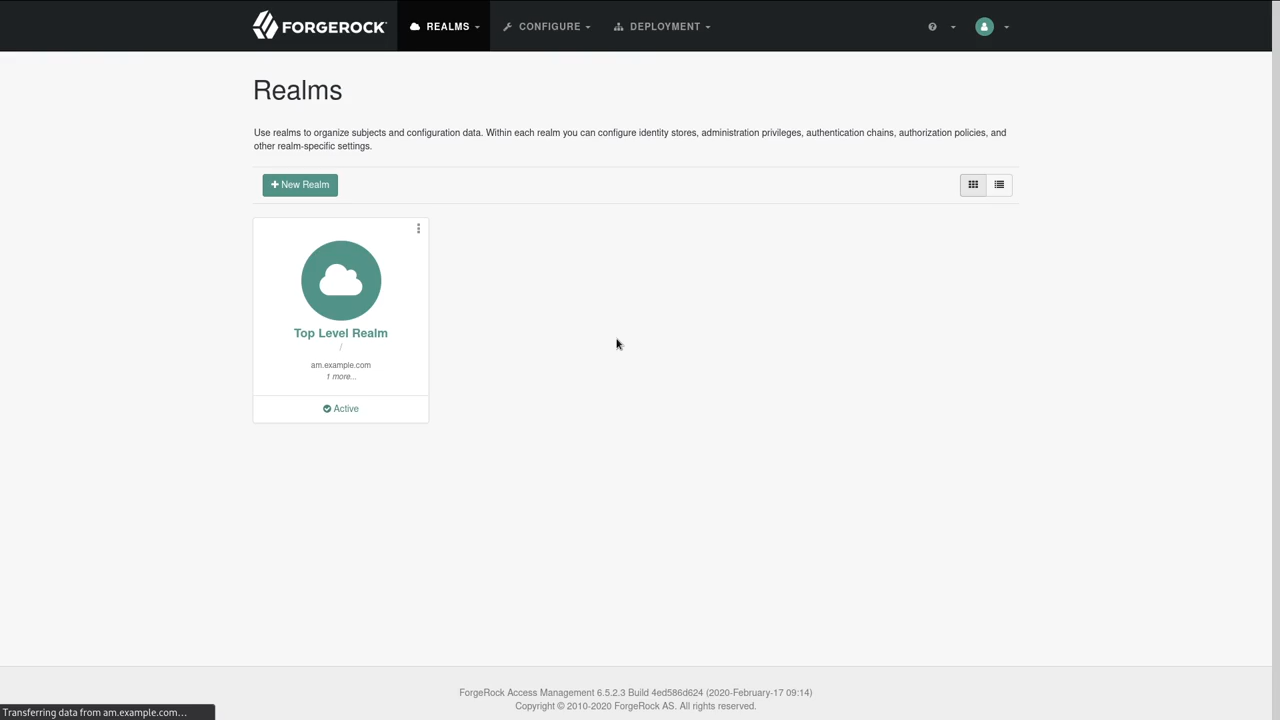 FORGEROCK
REALMS
CONFIGURE
DEPLOYMENT
Realms
Use realms to organize subjects and configuration data. Within each realm you can configure identity stores, administration privileges, authentication chains, authorization policies, and
other realm-specific settings.
New Realm
Top Level Realm
/
am.example.com
1 more...
Active
ForgeRock Access Management 6.5.2.3 Build 4ed586d624 (2020-February-17 09:14)
Copyright © 2010-2020 ForgeRock AS. All rights reserved.
Transferring data from am.example.com...